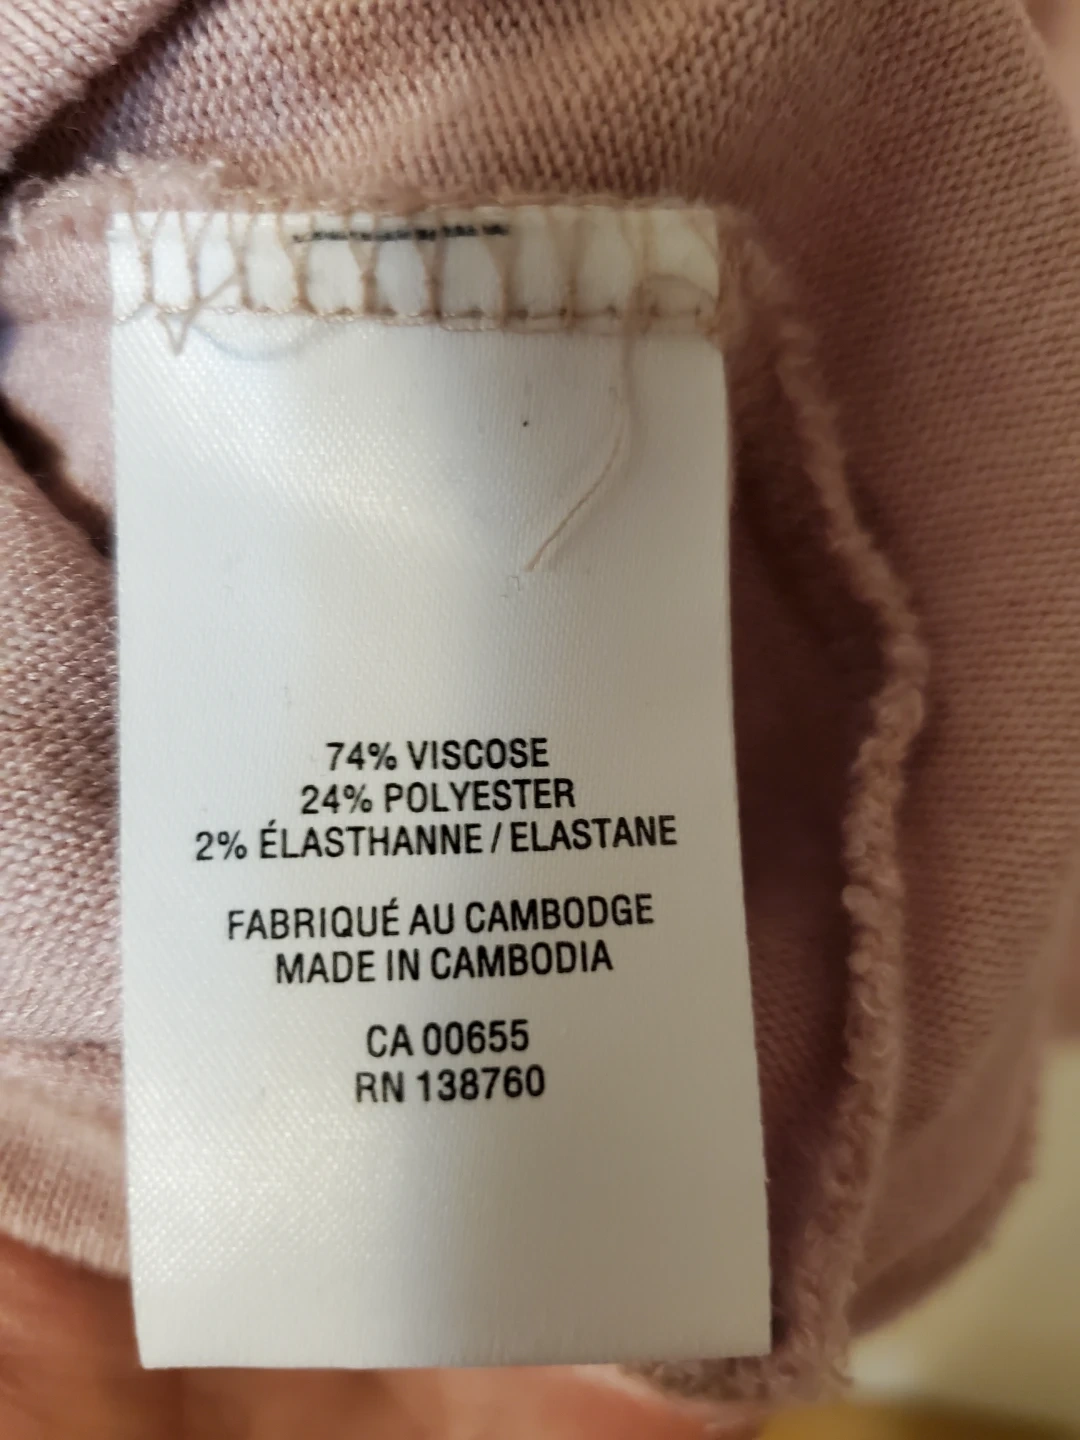 74% VISCOSE
24% POLYESTER
2% ÉLASTHANNE / ELASTANE
FABRIQUÉ AU CAMBODGE
MADE IN CAMBODIA
CA 00655
RN 138760